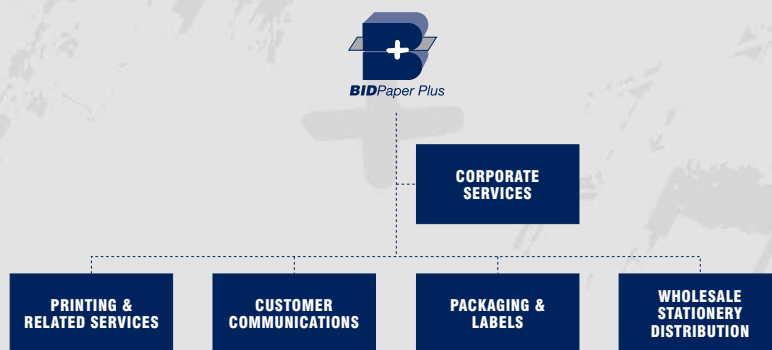 BIDPaper Plus
CORPORATE
SERVICES
PRINTING &
RELATED SERVICES
CUSTOMER
COMMUNICATIONS
PACKAGING &
LABELS
WHOLESALE
STATIONERY
DISTRIBUTION